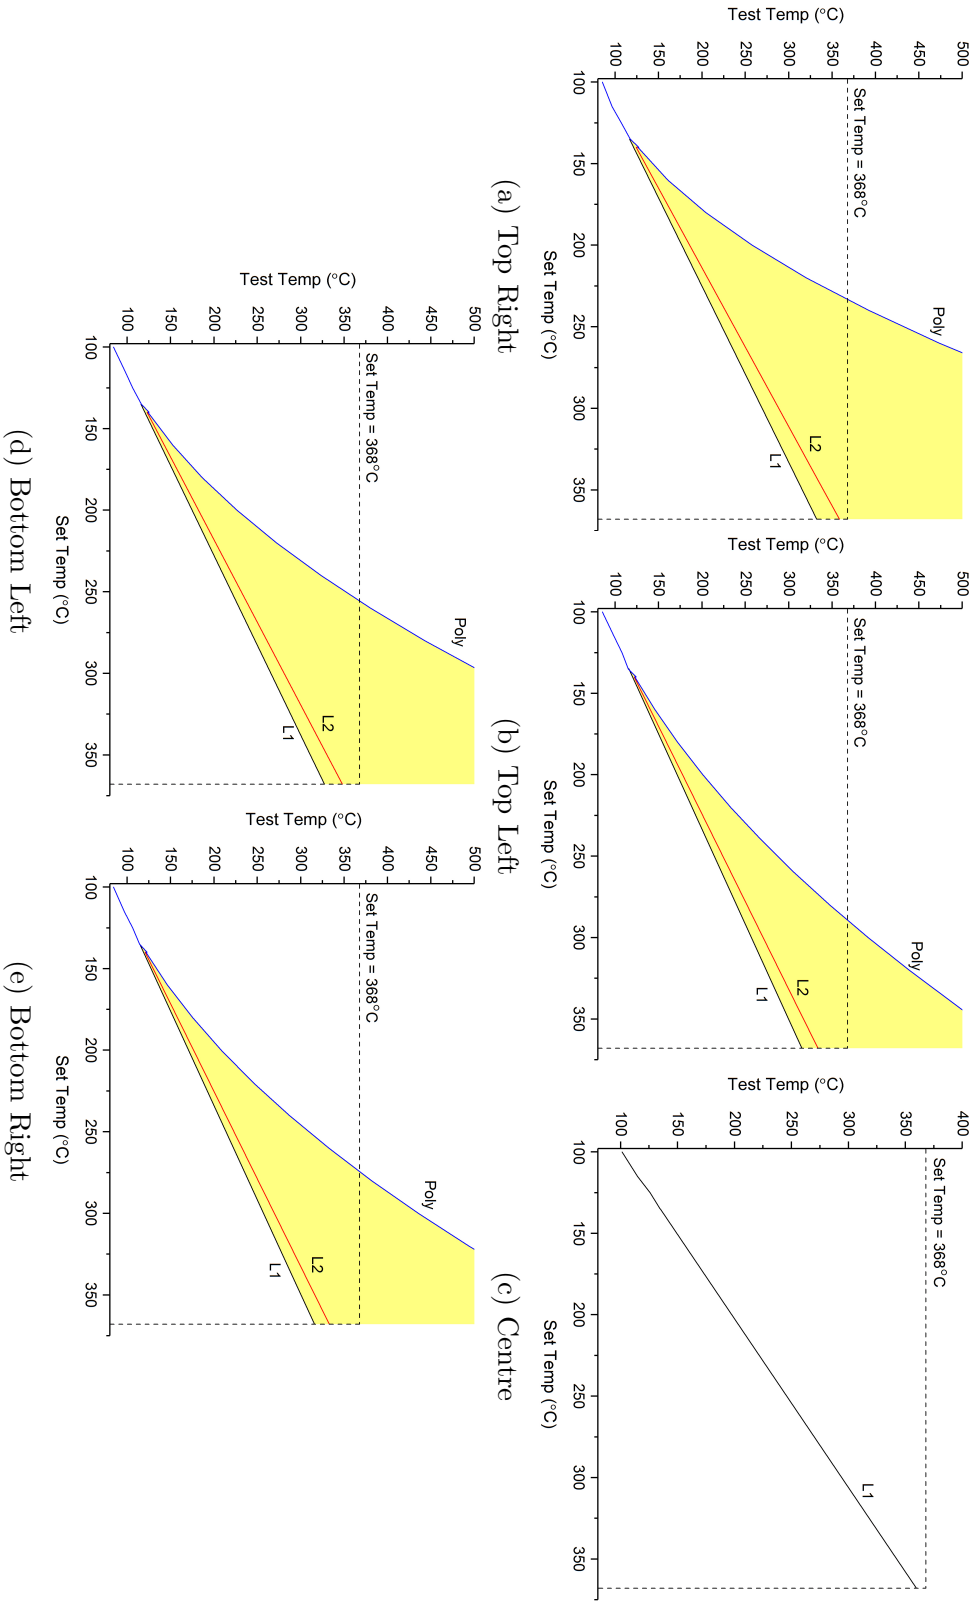 Test Temp (°C)
500
450
400
350
300
250
200
150
100
Set Temp = 368°C
Poly
L2
L1
100 150 200 250 300 350
Set Temp (°C)
(a) Top Right
Test Temp (°C)
500
450
400
350
300
250
200
150
100
Set Temp = 368°C
Poly
L2
L1
100 150 200 250 300 350
Set Temp (°C)
(b) Top Left
Test Temp (°C)
400
350
300
250
200
150
100
Set Temp = 368°C
L1
100 150 200 250 300 350
Set Temp (°C)
(c) Centre
Test Temp (°C)
500
450
400
350
300
250
200
150
100
Set Temp = 368°C
Poly
L2
L1
100 150 200 250 300 350
Set Temp (°C)
(d) Bottom Left
Test Temp (°C)
500
450
400
350
300
250
200
150
100
Set Temp = 368°C
Poly
L2
L1
100 150 200 250 300 350
Set Temp (°C)
(e) Bottom Right